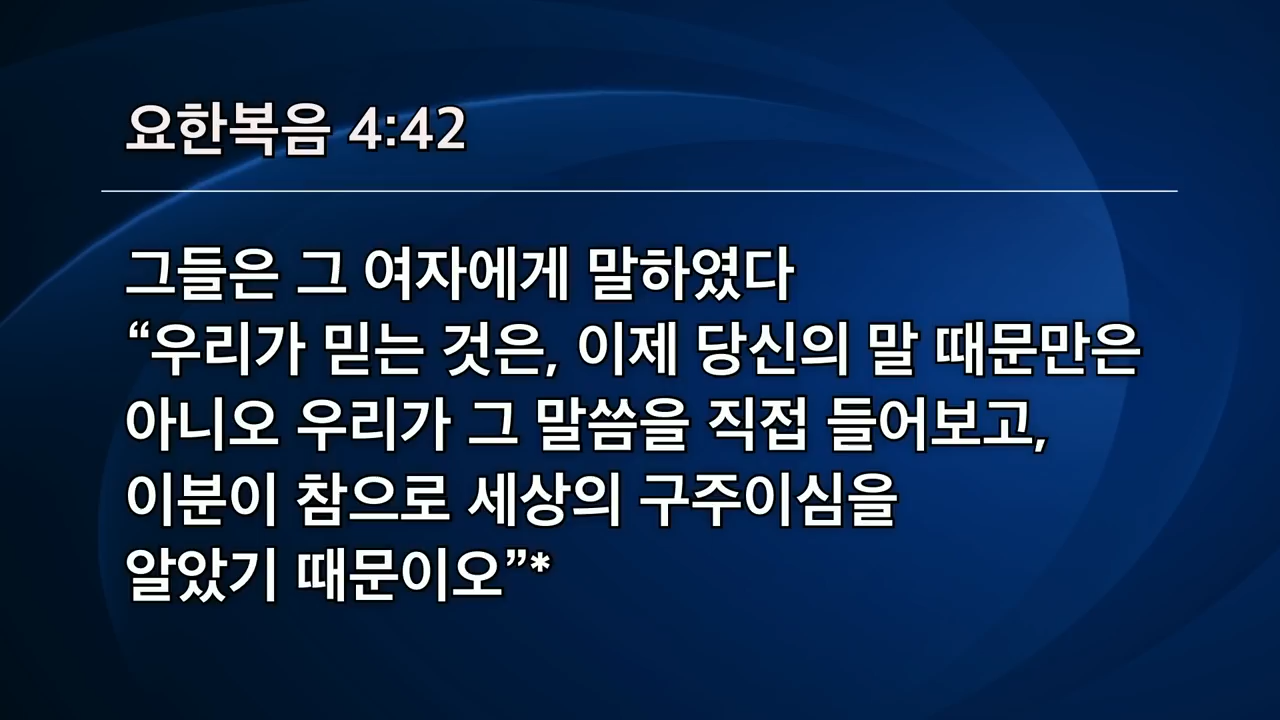 요한복음 4:42
그들은 그 여자에게 말하였다
“우리가 믿는 것은, 이제 당신의 말 때문만은
아니오 우리가 그 말씀을 직접 들어보고,
이분이 참으로 세상의 구주이심을
알았기 때문이오”*